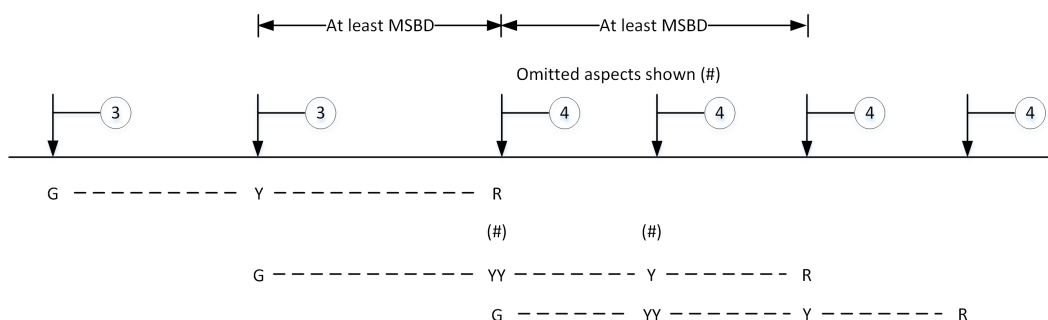 At least MSBD At least MSBD
Omitted aspects shown (#)
3 3 4 4 4 4
G Y R
(#) (#)
G YY Y R
G YY Y R